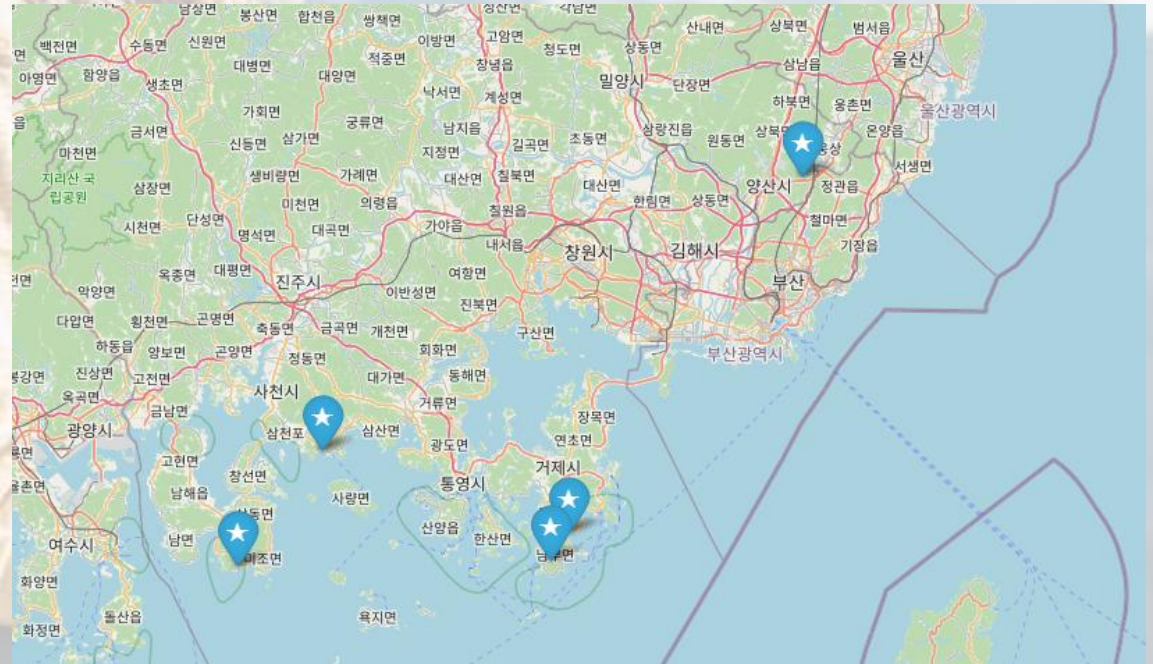 남상면
봉산면
합천읍
쌍책면
고암면
각남면
산내면
상북면
범서읍
백전면
수동면
신원면
적중면
이방면
창녕읍
청도면
상동면
삼남읍
울산
아영면
함양읍
생초면
대병면
대양면
밀양시
단장면
낙서면
계성면
하북면
웅촌면
울산광역시
가회면
궁류면
남지읍
초동면
삼랑진읍
원동면
온양읍
금서면
신등면
삼가면
길곡면
마천면
지정면
서생면
지리산 국
립공원
삼장면
생비량면
가례면
대산면
칠북면
대산면
양산시
정관읍
미천면
의령읍
한림면
상동면
시천면
단성면
명석면
대곡면
칠원읍
철마면
가야읍
내서읍
창원시
김해시
기장읍
옥종면
대평면
진주시
여항면
부산
악양면
이반성면
진북면
다압면
횡천면
곤명면
축동면
금곡면
개천면
구산면
하동읍
양보면
곤양면
정동면
회화면
부산광역시
진상면
고전면
대가면
동해면
옥곡면
사천시
거류면
금남면
장목면
광양시
삼천포
삼산면
광도면
연초면
고현면
창선면
통영시
거제시
남해읍
사량면
산양읍
한산면
여수시
남면
미조면
화양면
돌산읍
욕지면
화정면